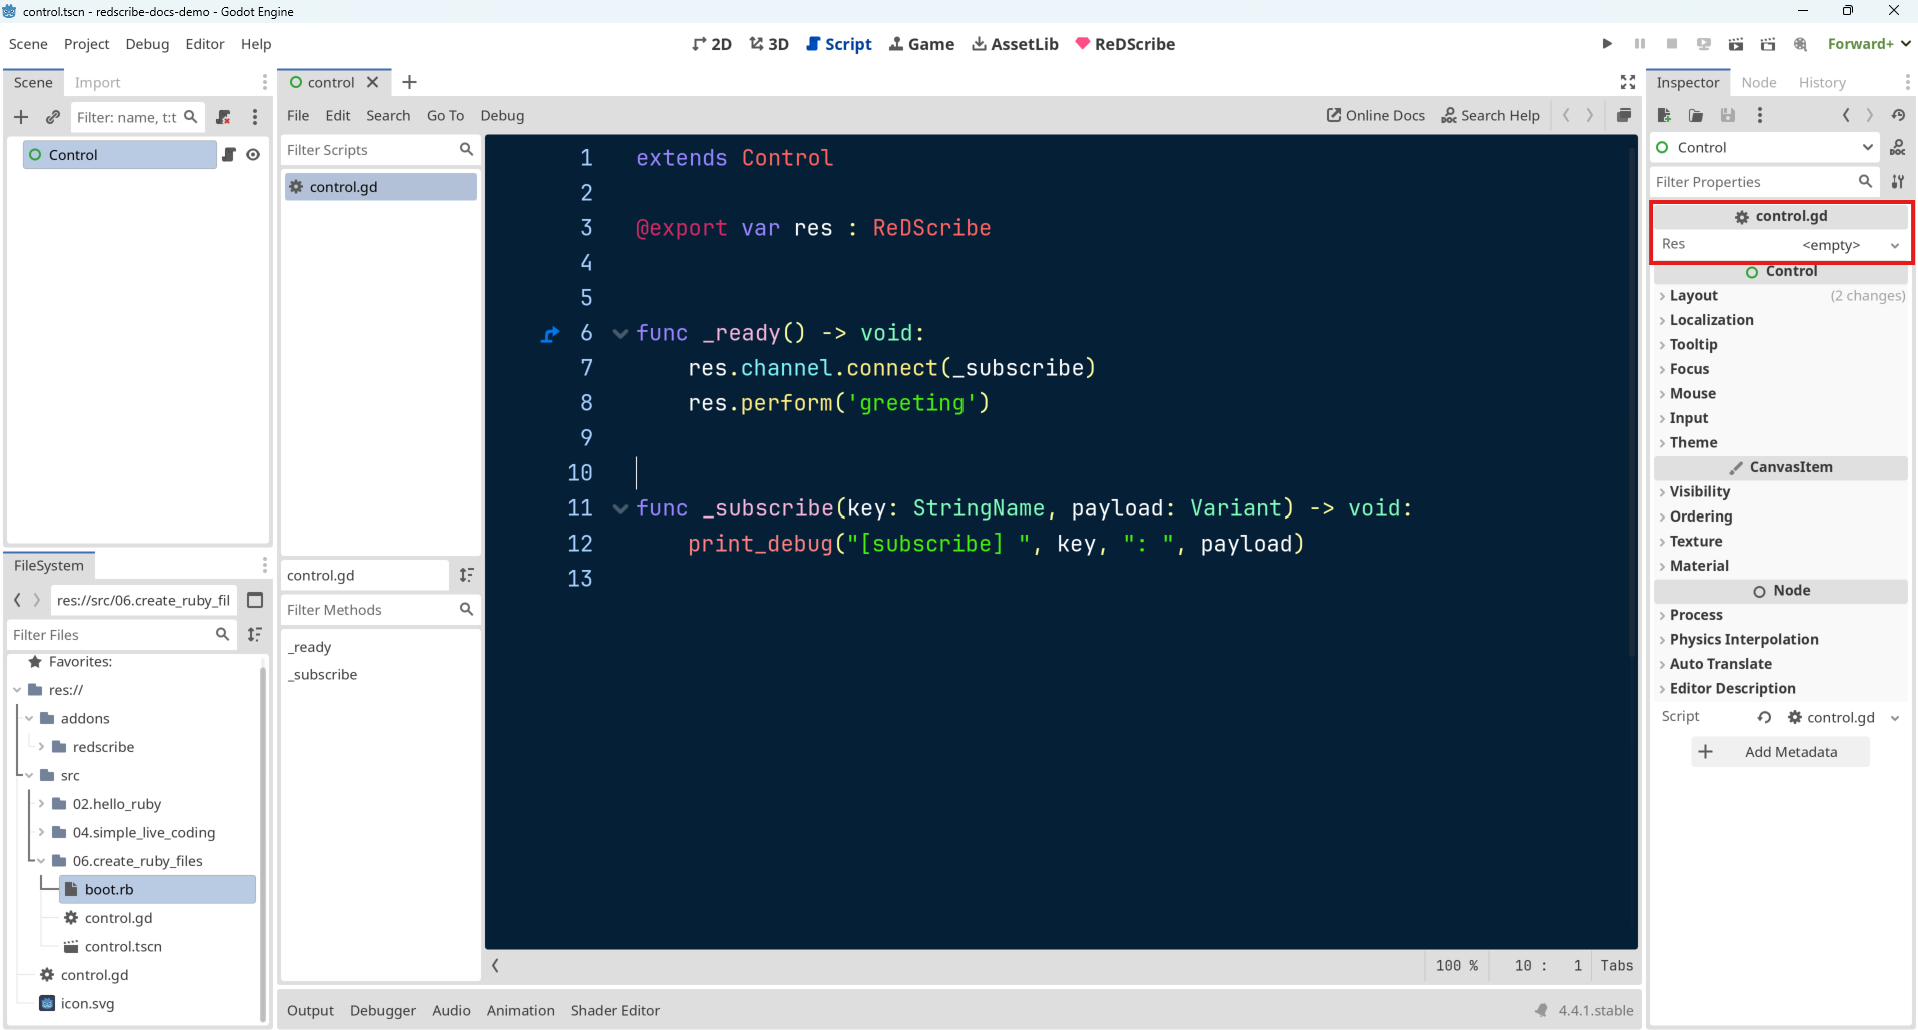 control.tscn - redscribe-docs-demo - Godot Engine
Scene Project Debug Editor Help
2D 3D Script Game AssetLib ReDScribe
Forward+
Scene Import
Filter: name, t:t
Control
control
File Edit Search Go To Debug
Online Docs Search Help
Filter Scripts
control.gd
control.gd
Filter Methods
_ready
_subscribe
1 extends Control
2
3 @export var res : ReDScribe
4
5
6 func _ready() -> void:
7 res.channel.connect(_subscribe)
8 res.perform('greeting')
9
10
11 func _subscribe(key: StringName, payload: Variant) -> void:
12 print_debug("[subscribe] ", key, ": ", payload)
13
100 % 10 : 1 Tabs
Output Debugger Audio Animation Shader Editor
4.4.1.stable
FileSystem
res://src/06.create_ruby_fil
Filter Files
Favorites:
res://
addons
redscribe
src
02.hello_ruby
04.simple_live_coding
06.create_ruby_files
boot.rb
control.gd
control.tscn
control.gd
icon.svg
Inspector Node History
Control
DOC
Filter Properties
control.gd
Res <empty>
Control
Layout (2 changes)
Localization
Tooltip
Focus
Mouse
Input
Theme
CanvasItem
Visibility
Ordering
Texture
Material
Node
Process
Physics Interpolation
Auto Translate
Editor Description
Script control.gd
Add Metadata